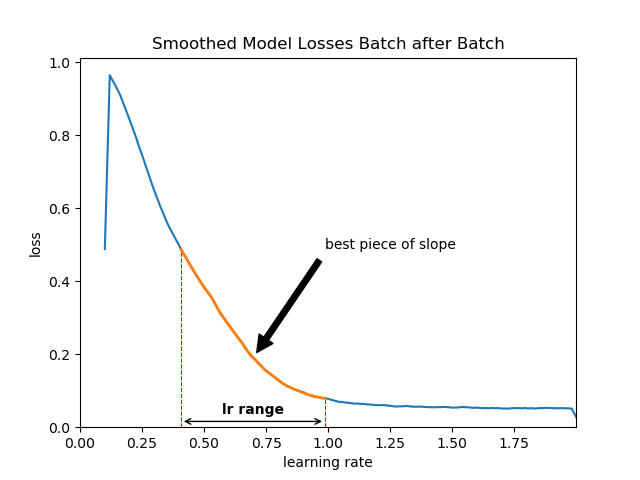 Smoothed Model Losses Batch after Batch
1.0
0.8
0.6
0.4
0.2
0.0
loss
best piece of slope
lr range
0.00 0.25 0.50 0.75 1.00 1.25 1.50 1.75
learning rate